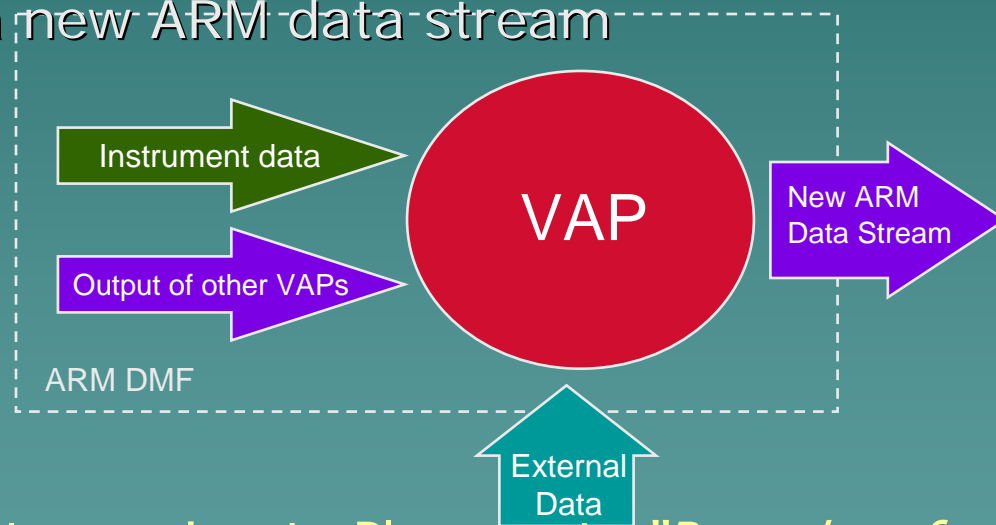 new ARM data stream
Instrument data
VAP
New ARM
Data Stream
Output of other VAPs
ARM DMF
External
Data